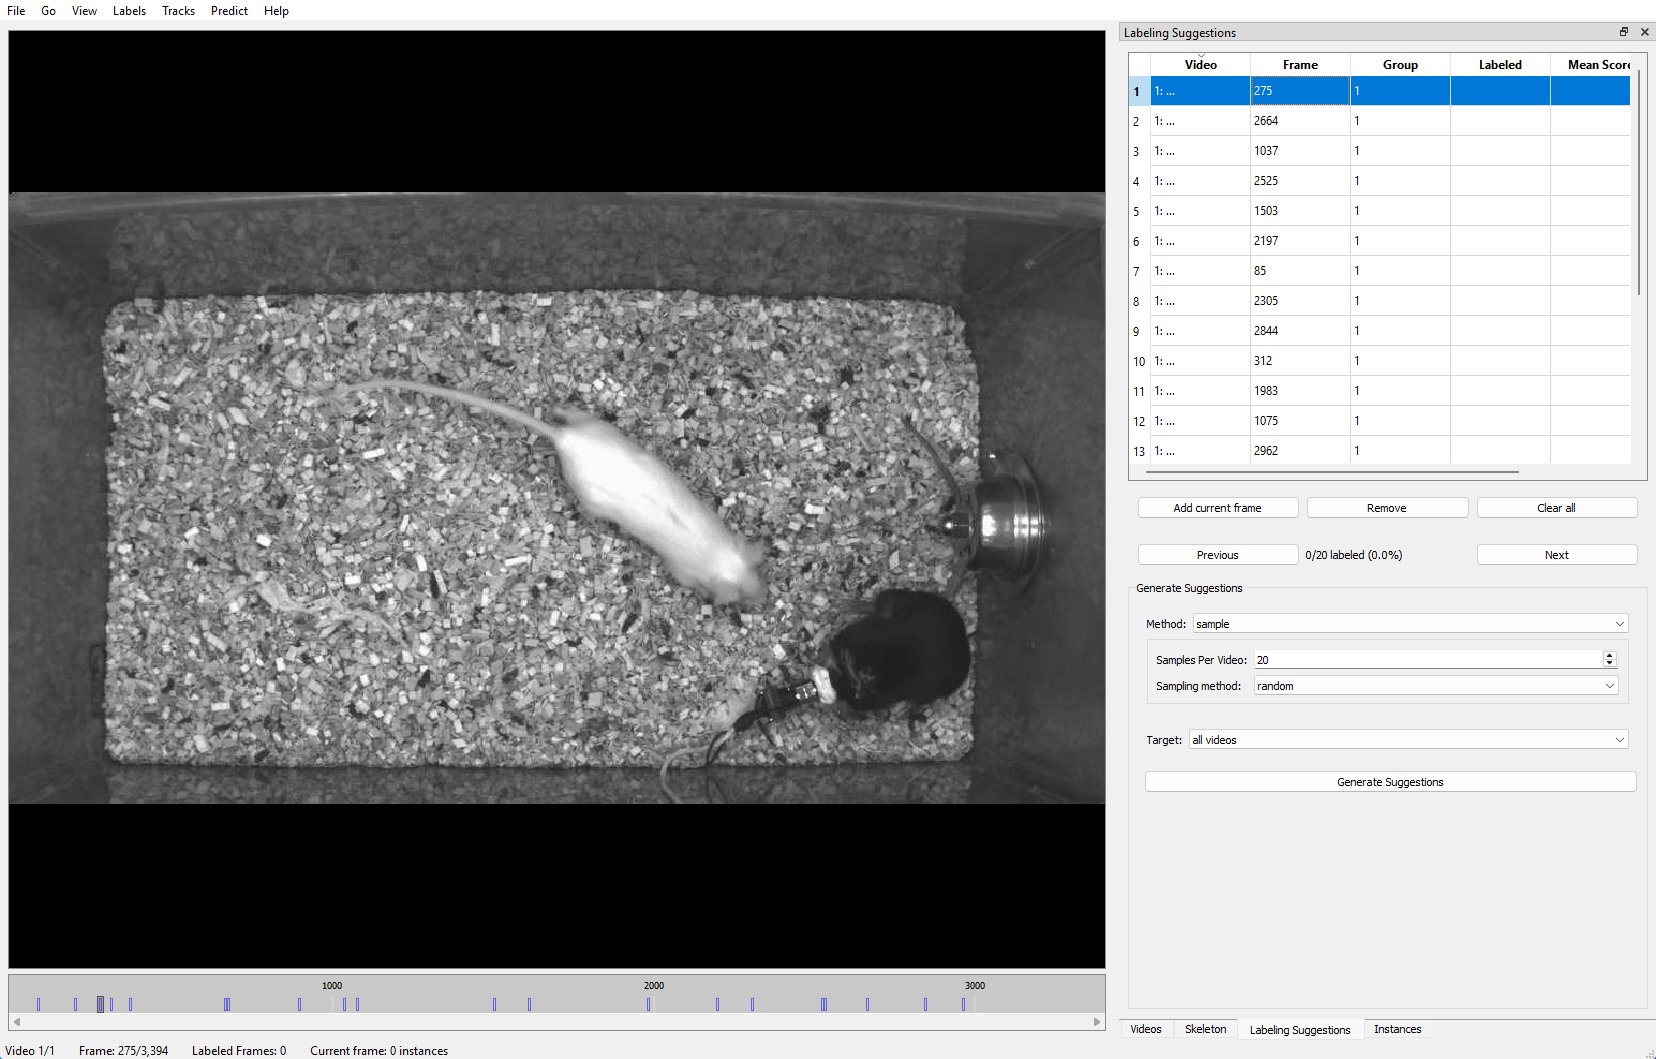 File Go View Labels Tracks Predict Help
Labeling Suggestions
Video Frame Group Labeled Mean Score
1 1: ... 275 1
2 1: ... 2664 1
3 1: ... 1037 1
4 1: ... 2525 1
5 1: ... 1503 1
6 1: ... 2197 1
7 1: ... 85 1
8 1: ... 2305 1
9 1: ... 2844 1
10 1: ... 312 1
11 1: ... 1983 1
12 1: ... 1075 1
13 1: ... 2962 1
Add current frame Remove Clear all
Previous 0/20 labeled (0.0%) Next
Generate Suggestions
Method: sample
Samples Per Video: 20
Sampling method: random
Target: all videos
Generate Suggestions
1000 2000 3000
Videos Skeleton Labeling Suggestions Instances
Video 1/1 Frame: 275/3,394 Labeled Frames: 0 Current frame: 0 instances